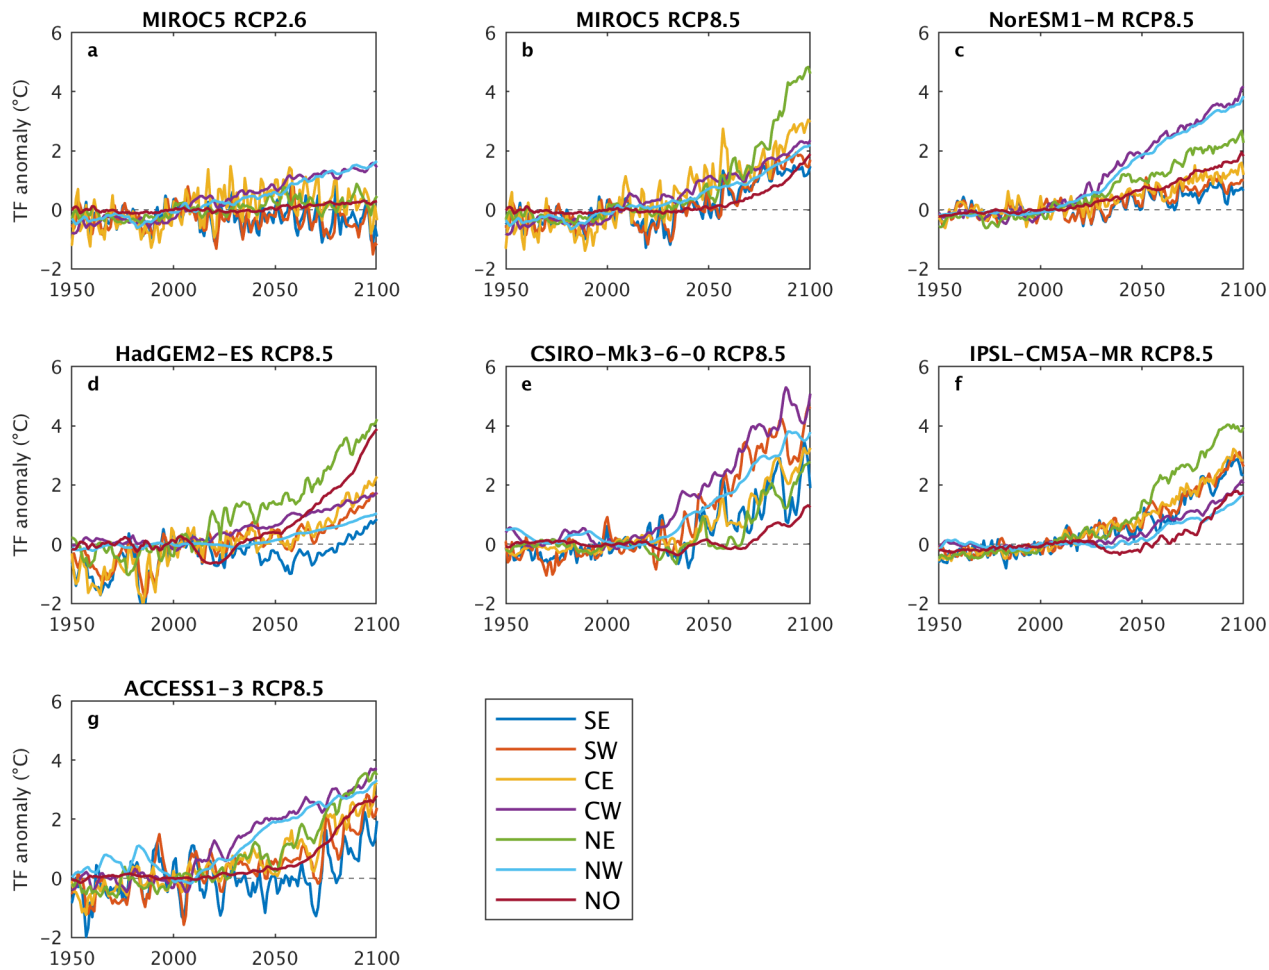 MIROC5 RCP2.6
MIROC5 RCP8.5
NorESM1-M RCP8.5
a
b
c
TF anomaly (°C)
6
4
2
0
−2
1950 2000 2050 2100
6
4
2
0
−2
1950 2000 2050 2100
6
4
2
0
−2
1950 2000 2050 2100
HadGEM2-ES RCP8.5
CSIRO-Mk3-6-0 RCP8.5
IPSL-CM5A-MR RCP8.5
d
e
f
TF anomaly (°C)
6
4
2
0
−2
1950 2000 2050 2100
6
4
2
0
−2
1950 2000 2050 2100
6
4
2
0
−2
1950 2000 2050 2100
ACCESS1-3 RCP8.5
g
TF anomaly (°C)
6
4
2
0
−2
1950 2000 2050 2100
SE
SW
CE
CW
NE
NW
NO